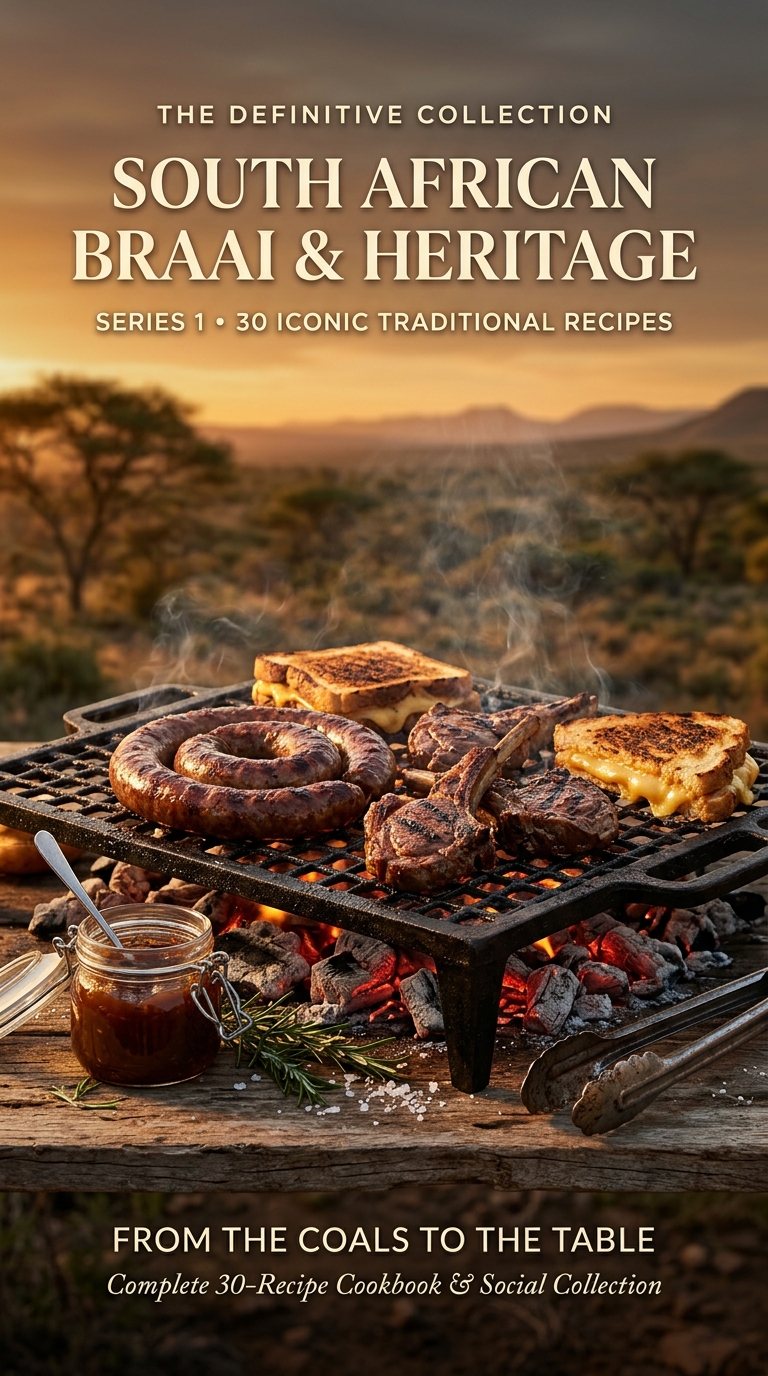 THE DEFINITIVE COLLECTION
SOUTH AFRICAN
BRAAI & HERITAGE
SERIES 1 • 30 ICONIC TRADITIONAL RECIPES
FROM THE COALS TO THE TABLE
Complete 30-Recipe Cookbook & Social Collection